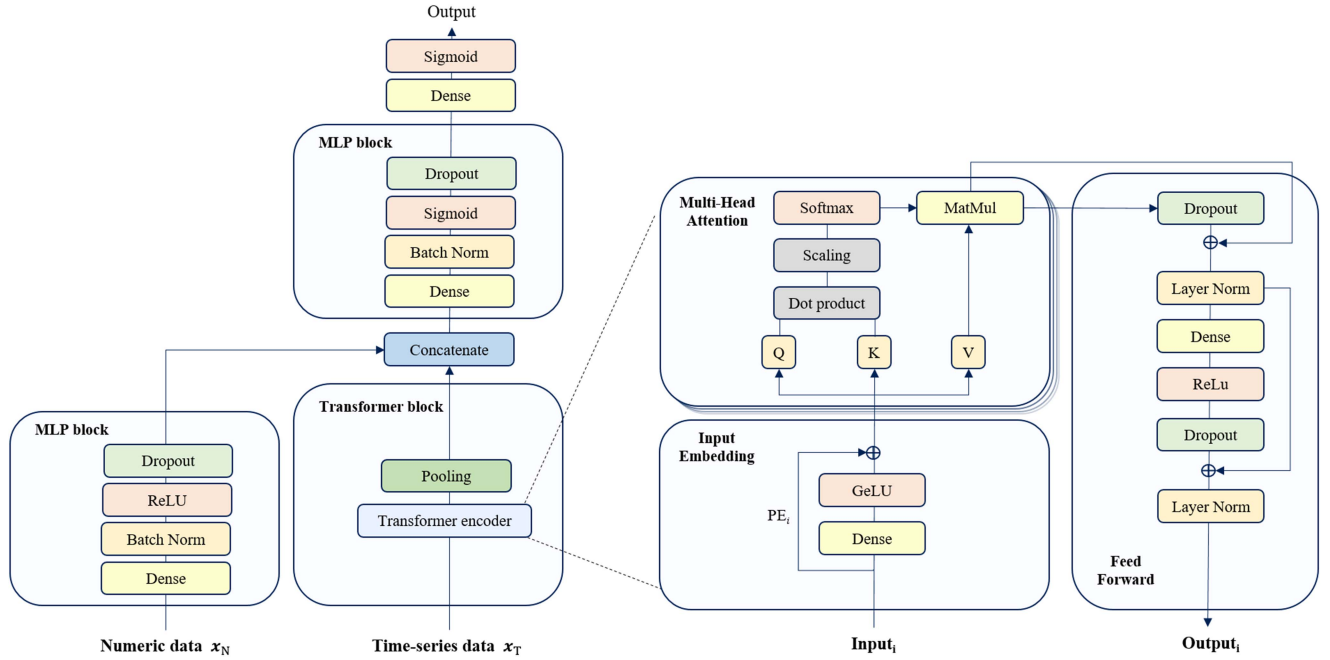 Output
Sigmoid
Dense
MLP block
Dropout
Sigmoid
Batch Norm
Dense
Concatenate
Transformer block
Pooling
Transformer encoder
Time-series data x_T
MLP block
Dropout
ReLU
Batch Norm
Dense
Numeric data x_N
Multi-Head
Attention
Softmax
MatMul
Scaling
Dot product
Q
K
V
Input
Embedding
GeLU
PE_i
Dense
Input_i
Dropout
Layer Norm
Dense
ReLu
Dropout
Layer Norm
Feed
Forward
Output_i